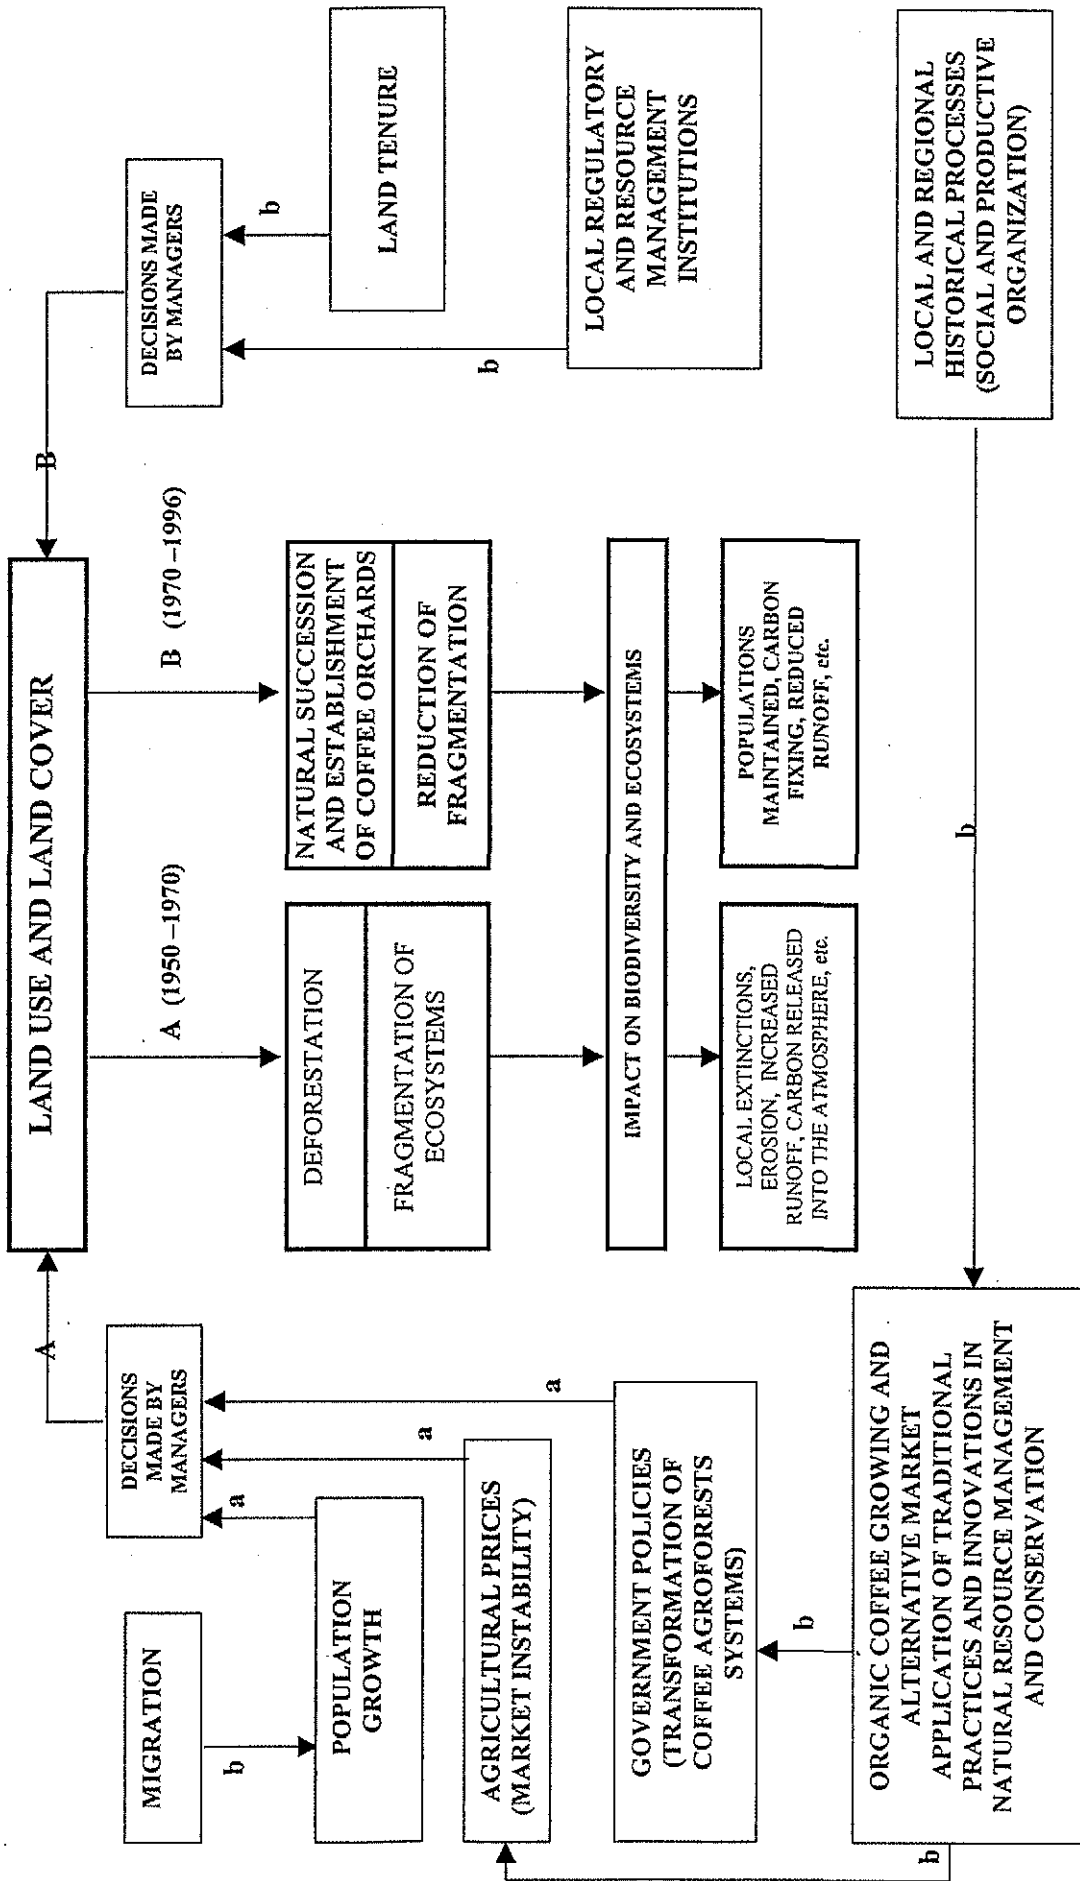 LAND USE AND LAND COVER
A
B
A (1950 – 1970)
B (1970 – 1996)
MIGRATION
b
POPULATION
GROWTH
a
DECISIONS
MADE BY
MANAGERS
AGRICULTURAL PRICES
(MARKET INSTABILITY)
a
GOVERNMENT POLICIES
(TRANSFORMATION OF
COFFEE AGROFORESTS
SYSTEMS)
a
b
ORGANIC COFFEE GROWING AND
ALTERNATIVE MARKET
APPLICATION OF TRADITIONAL
PRACTICES AND INNOVATIONS IN
NATURAL RESOURCE MANAGEMENT
AND CONSERVATION
b
DEFORESTATION
FRAGMENTATION OF
ECOSYSTEMS
NATURAL SUCCESSION
AND ESTABLISHMENT
OF COFFEE ORCHARDS
REDUCTION OF
FRAGMENTATION
IMPACT ON BIODIVERSITY AND ECOSYSTEMS
LOCAL EXTINCTIONS,
EROSION, INCREASED
RUNOFF, CARBON RELEASED
INTO THE ATMOSPHERE, etc.
POPULATIONS
MAINTAINED, CARBON
FIXING, REDUCED
RUNOFF, etc.
DECISIONS MADE
BY MANAGERS
b
LAND TENURE
b
LOCAL REGULATORY
AND RESOURCE
MANAGEMENT
INSTITUTIONS
b
LOCAL AND REGIONAL
HISTORICAL PROCESSES
(SOCIAL AND PRODUCTIVE
ORGANIZATION)